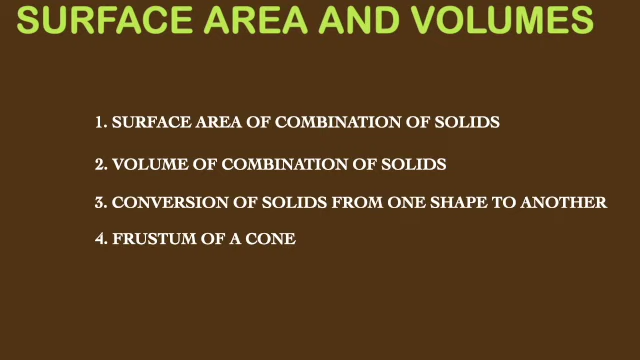 SURFACE AREA AND VOLUMES
1. SURFACE AREA OF COMBINATION OF SOLIDS
2. VOLUME OF COMBINATION OF SOLIDS
3. CONVERSION OF SOLIDS FROM ONE SHAPE TO ANOTHER
4. FRUSTUM OF A CONE